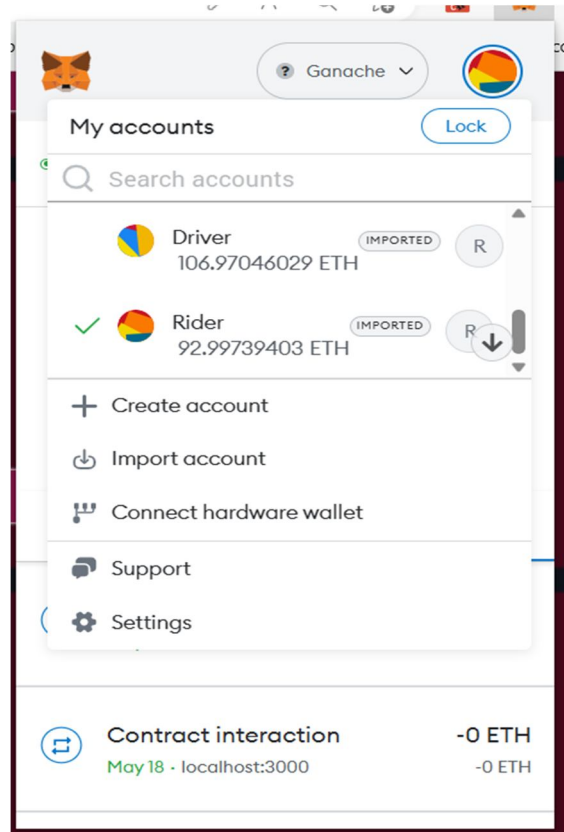 ? Ganache
My accounts
Lock
Search accounts
Driver
IMPORTED
R
106.97046029 ETH
Rider
IMPORTED
R
92.99739403 ETH
Create account
Import account
Connect hardware wallet
Support
Settings
Contract interaction
-0 ETH
May 18 · localhost:3000
-0 ETH